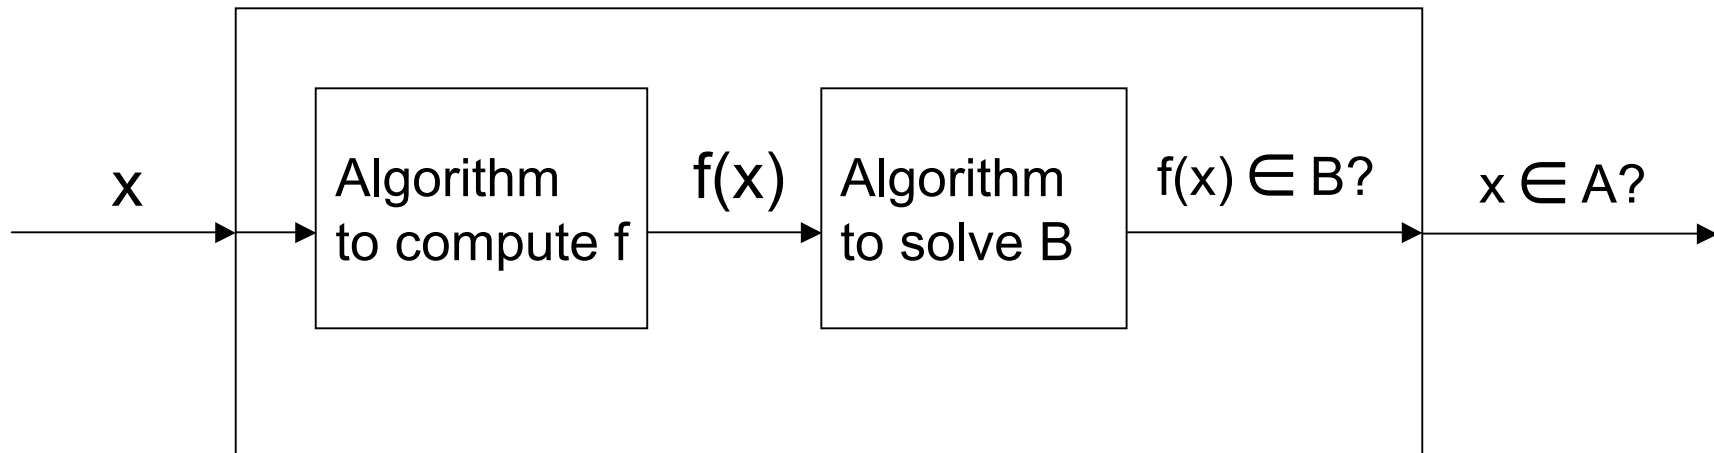 x
Algorithm
to compute f
f(x)
Algorithm
to solve B
f(x) ∈ B?
x ∈ A?